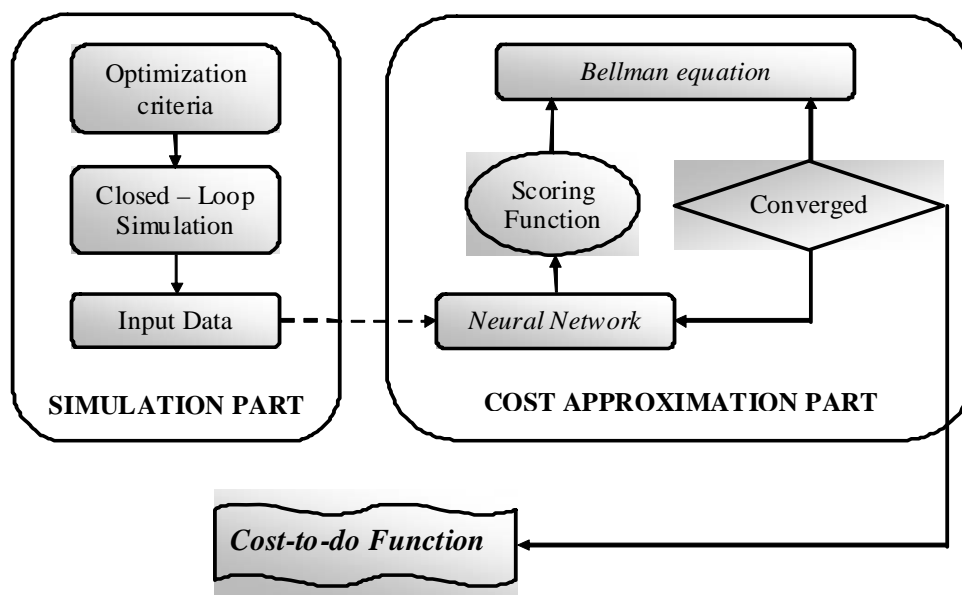 Optimization
criteria
Closed – Loop
Simulation
Input Data
SIMULATION PART
Bellman equation
Scoring
Function
Converged
Neural Network
COST APPROXIMATION PART
Cost-to-do Function